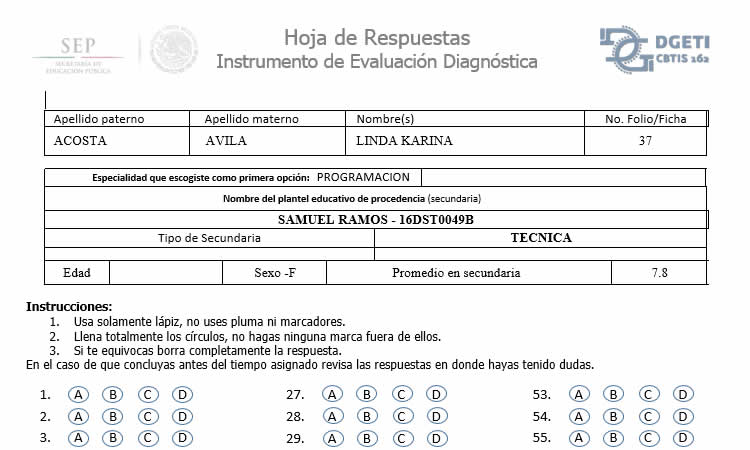 SEP
SECRETARÍA DE
EDUCACIÓN PÚBLICA
Hoja de Respuestas
Instrumento de Evaluación Diagnóstica
DGETI
CBTIS 162
Apellido paterno Apellido materno Nombre(s) No. Folio/Ficha
ACOSTA AVILA LINDA KARINA 37
Especialidad que escogiste como primera opción: PROGRAMACION
Nombre del plantel educativo de procedencia (secundaria)
SAMUEL RAMOS - 16DST0049B
Tipo de Secundaria TECNICA
Edad Sexo -F Promedio en secundaria 7.8
Instrucciones:
1. Usa solamente lápiz, no uses pluma ni marcadores.
2. Llena totalmente los círculos, no hagas ninguna marca fuera de ellos.
3. Si te equivocas borra completamente la respuesta.
En el caso de que concluyas antes del tiempo asignado revisa las respuestas en donde hayas tenido dudas.
1. A B C D 27. A B C D 53. A B C D
2. A B C D 28. A B C D 54. A B C D
3. A B C D 29. A B C D 55. A B C D